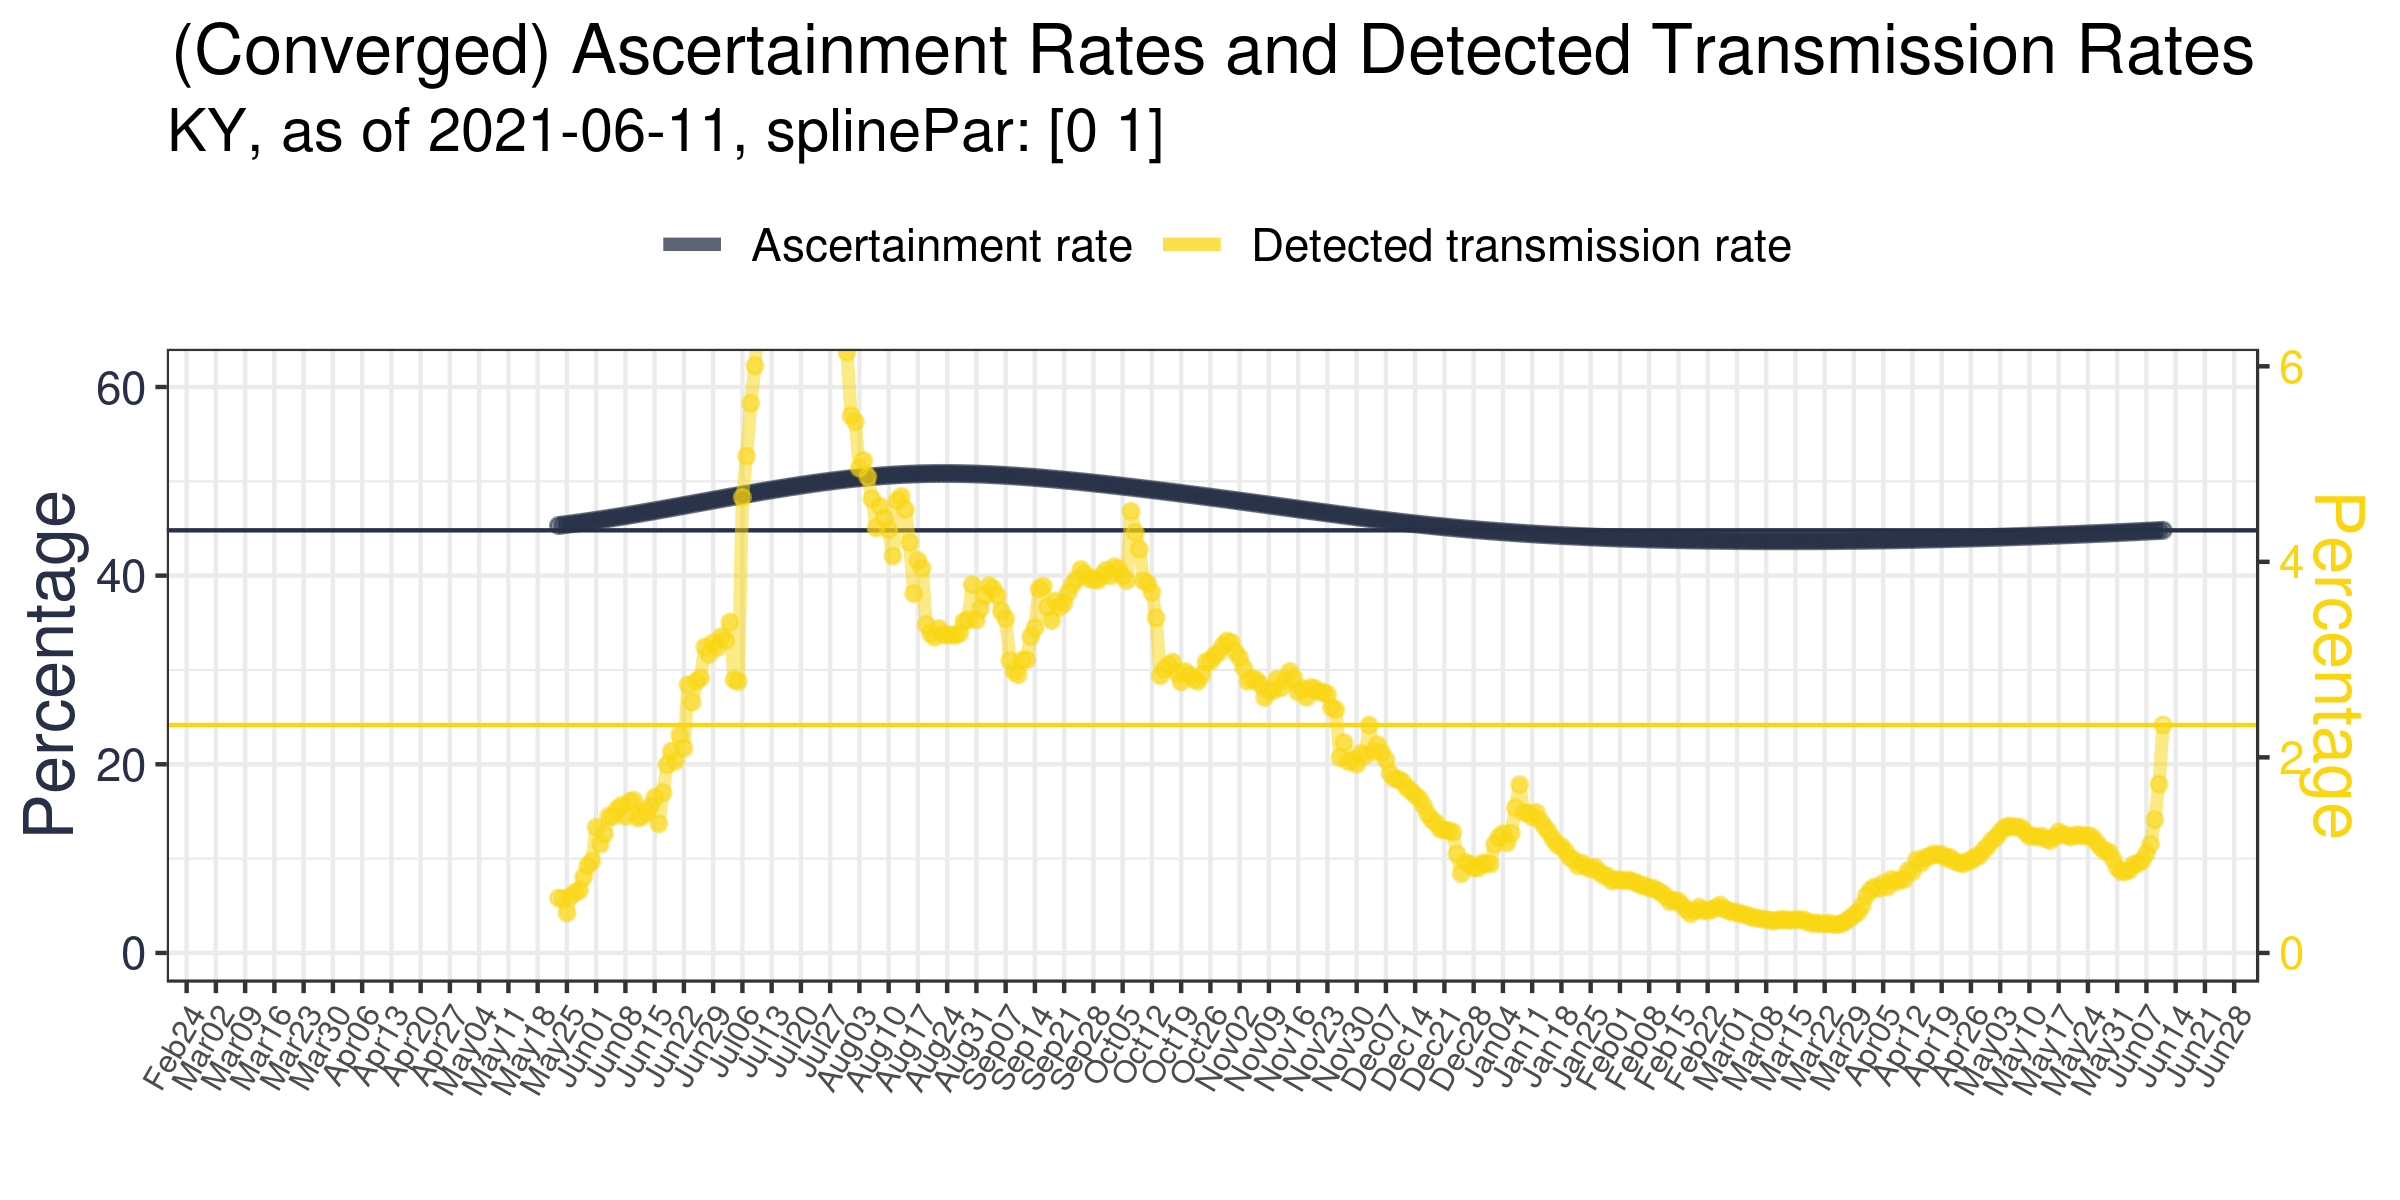 (Converged) Ascertainment Rates and Detected Transmission Rates
KY, as of 2021-06-11, splinePar: [0 1]
Ascertainment rate Detected transmission rate
Percentage
60
40
20
0
6
4
2
0
Percentage
Feb24 Mar02 Mar09 Mar16 Mar23 Mar30 Apr06 Apr13 Apr20 Apr27 May04 May11 May18 May25 Jun01 Jun08 Jun15 Jun22 Jun29 Jul06 Jul13 Jul20 Jul27 Aug03 Aug10 Aug17 Aug24 Aug31 Sep07 Sep14 Sep21 Sep28 Oct05 Oct12 Oct19 Oct26 Nov02 Nov09 Nov16 Nov23 Nov30 Dec07 Dec14 Dec21 Dec28 Jan04 Jan11 Jan18 Jan25 Feb01 Feb08 Feb15 Feb22 Mar01 Mar08 Mar15 Mar22 Mar29 Apr05 Apr12 Apr19 Apr26 May03 May10 May17 May24 May31 Jun07 Jun14 Jun21 Jun28